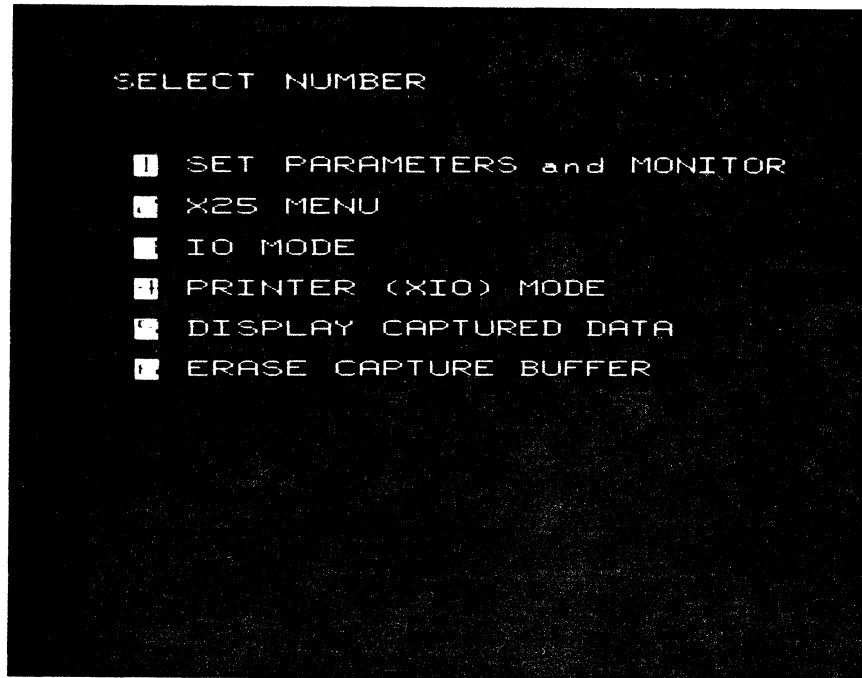 SELECT NUMBER
1 SET PARAMETERS and MONITOR
X25 MENU
IO MODE
4 PRINTER (XIO) MODE
DISPLAY CAPTURED DATA
ERASE CAPTURE BUFFER